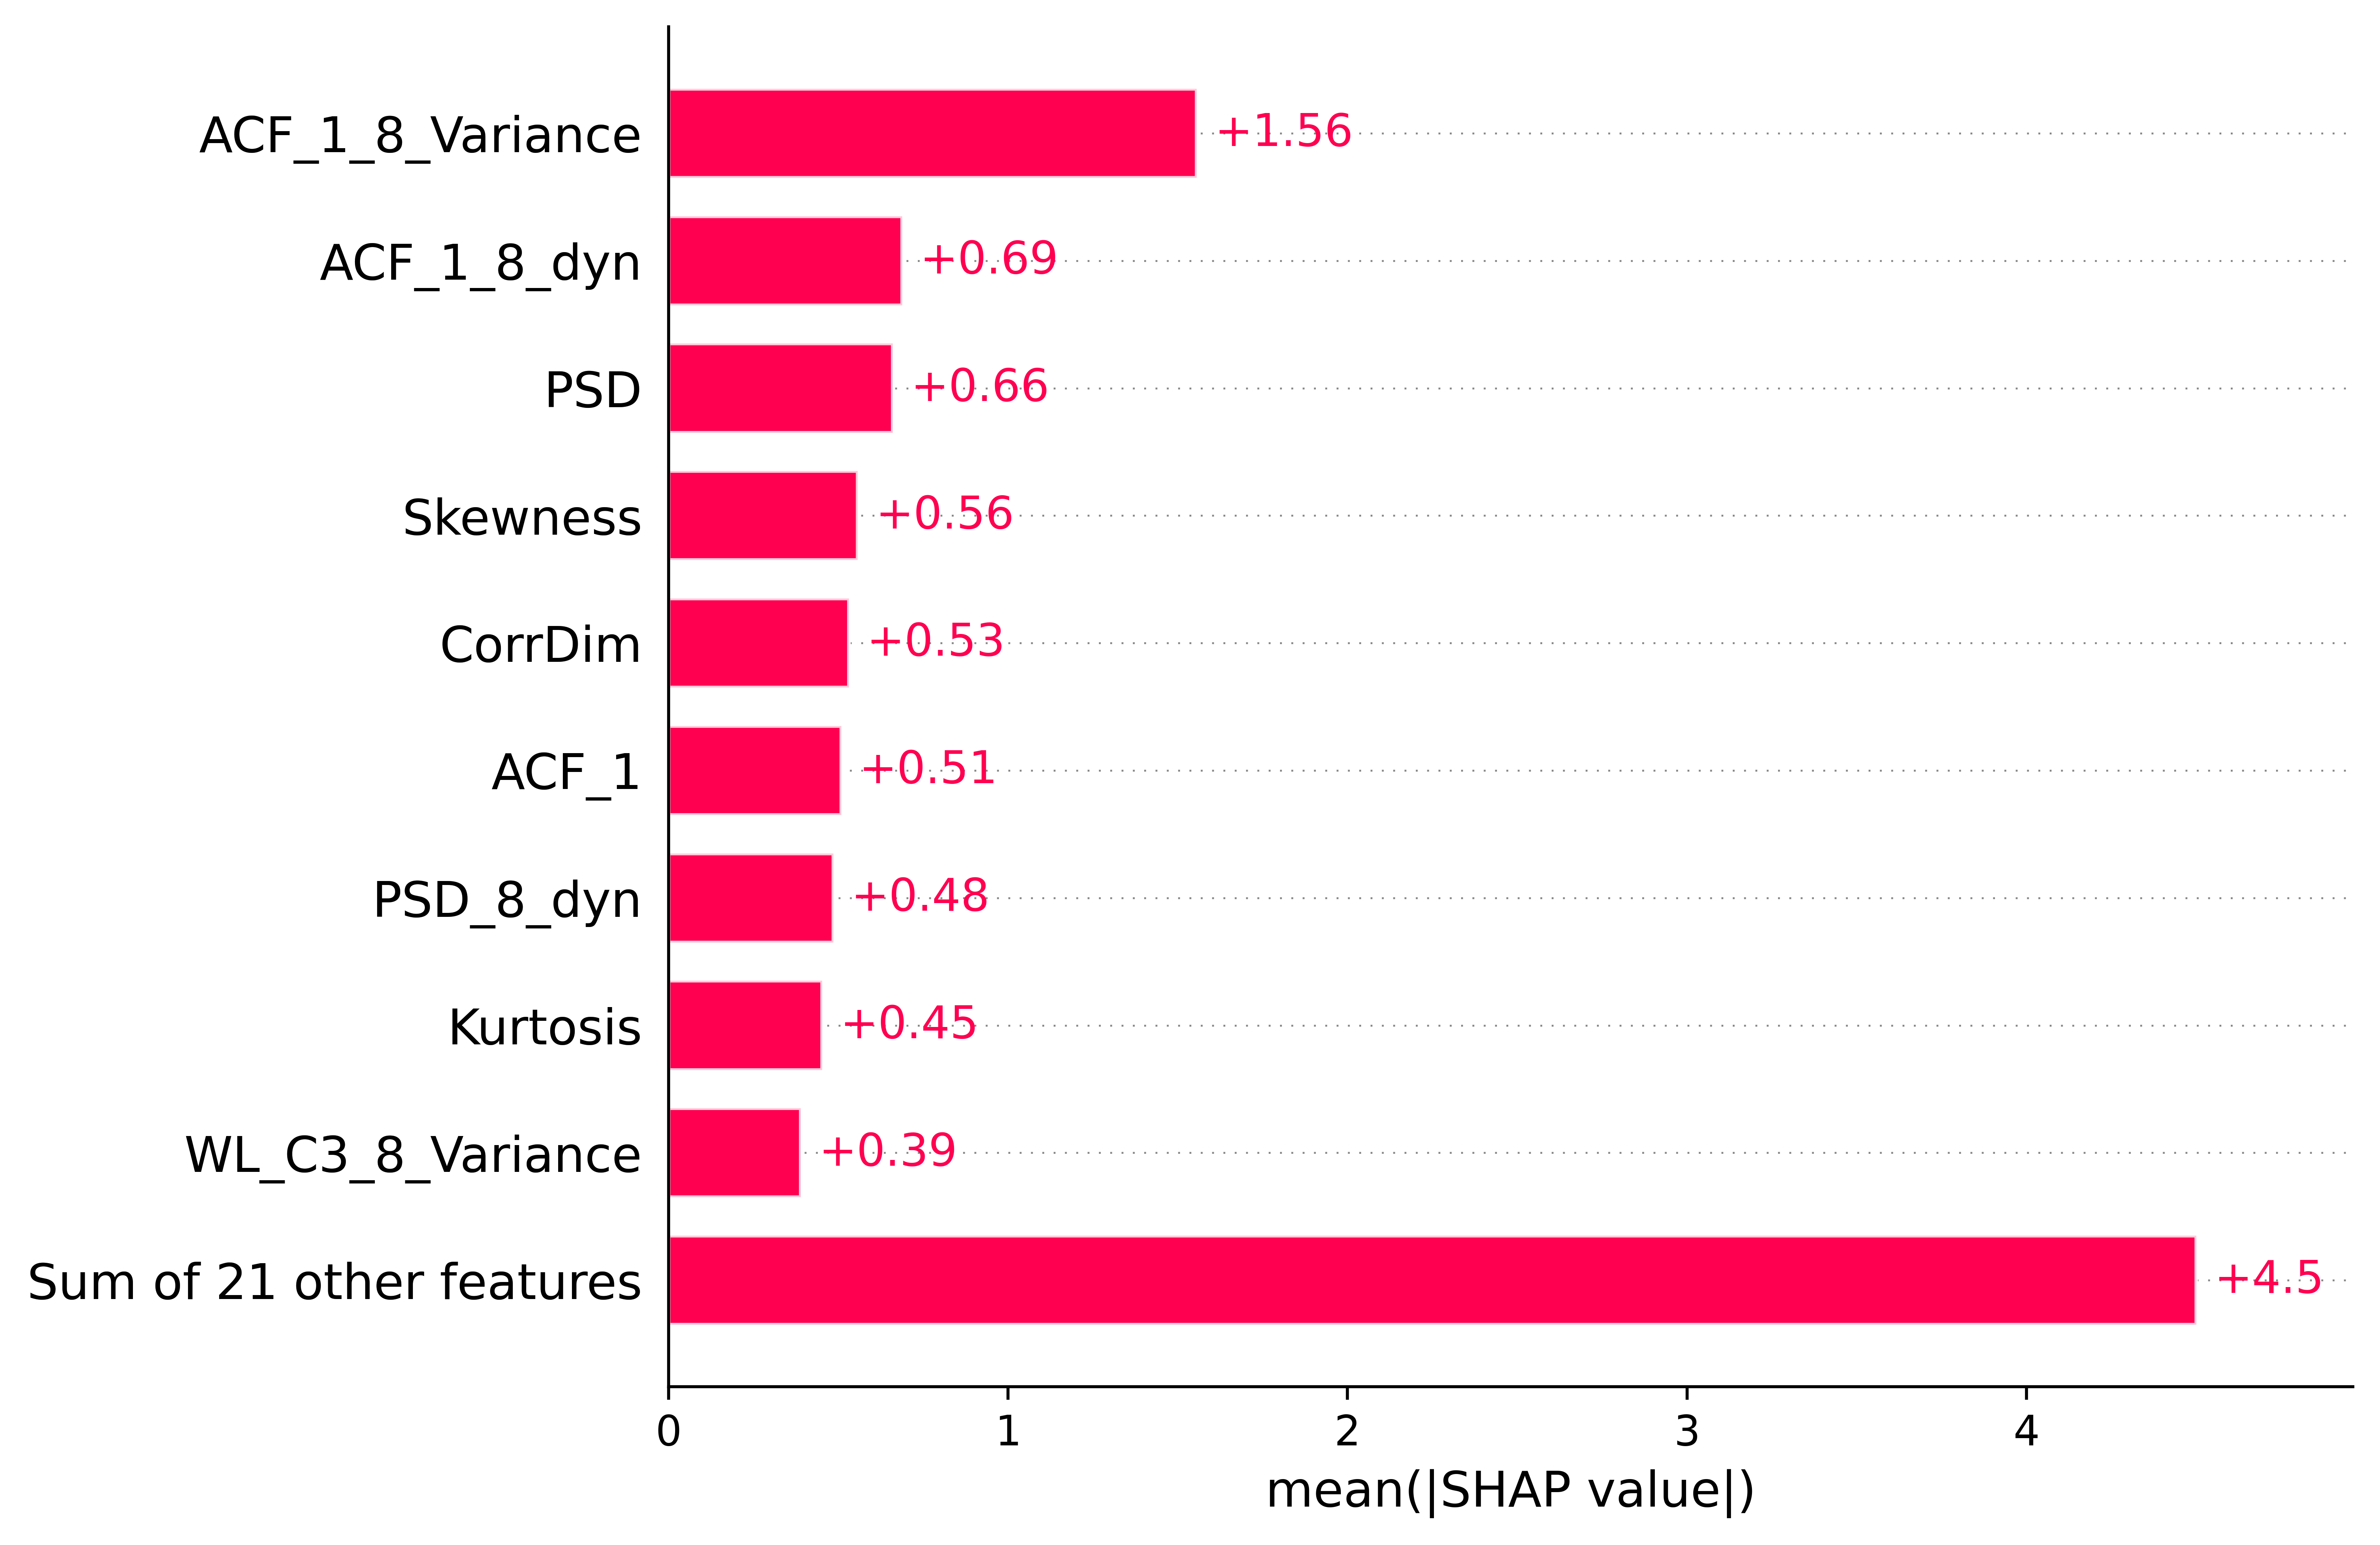 ACF_1_8_Variance +1.56
ACF_1_8_dyn +0.69
PSD +0.66
Skewness +0.56
CorrDim +0.53
ACF_1 +0.51
PSD_8_dyn +0.48
Kurtosis +0.45
WL_C3_8_Variance +0.39
Sum of 21 other features +4.5
0 1 2 3 4
mean(|SHAP value|)